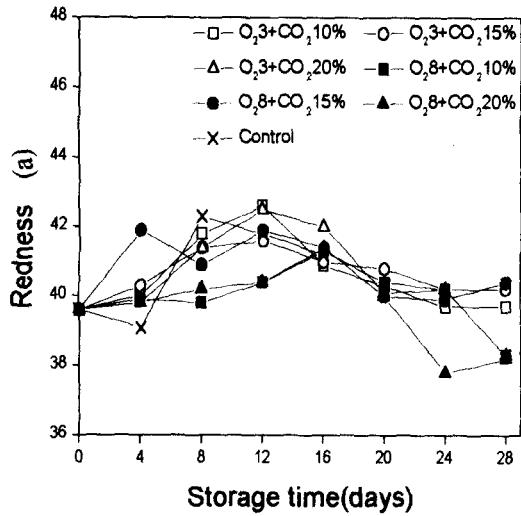 48
46
44
42
40
38
36
Redness (a)
O₂3+CO₂10% O₂3+CO₂15%
O₂3+CO₂20% O₂8+CO₂10%
O₂8+CO₂15% O₂8+CO₂20%
Control
0 4 8 12 16 20 24 28
Storage time(days)